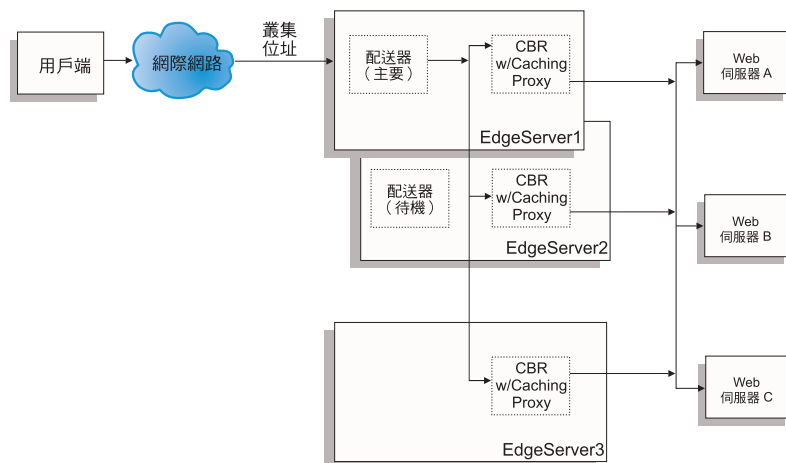 用戶端
網際網路
叢集
位址
配送器
（主要）
CBR
w/Caching
Proxy
EdgeServer1
配送器
（待機）
CBR
w/Caching
Proxy
EdgeServer2
CBR
w/Caching
Proxy
EdgeServer3
Web
伺服器 A
Web
伺服器 B
Web
伺服器 C